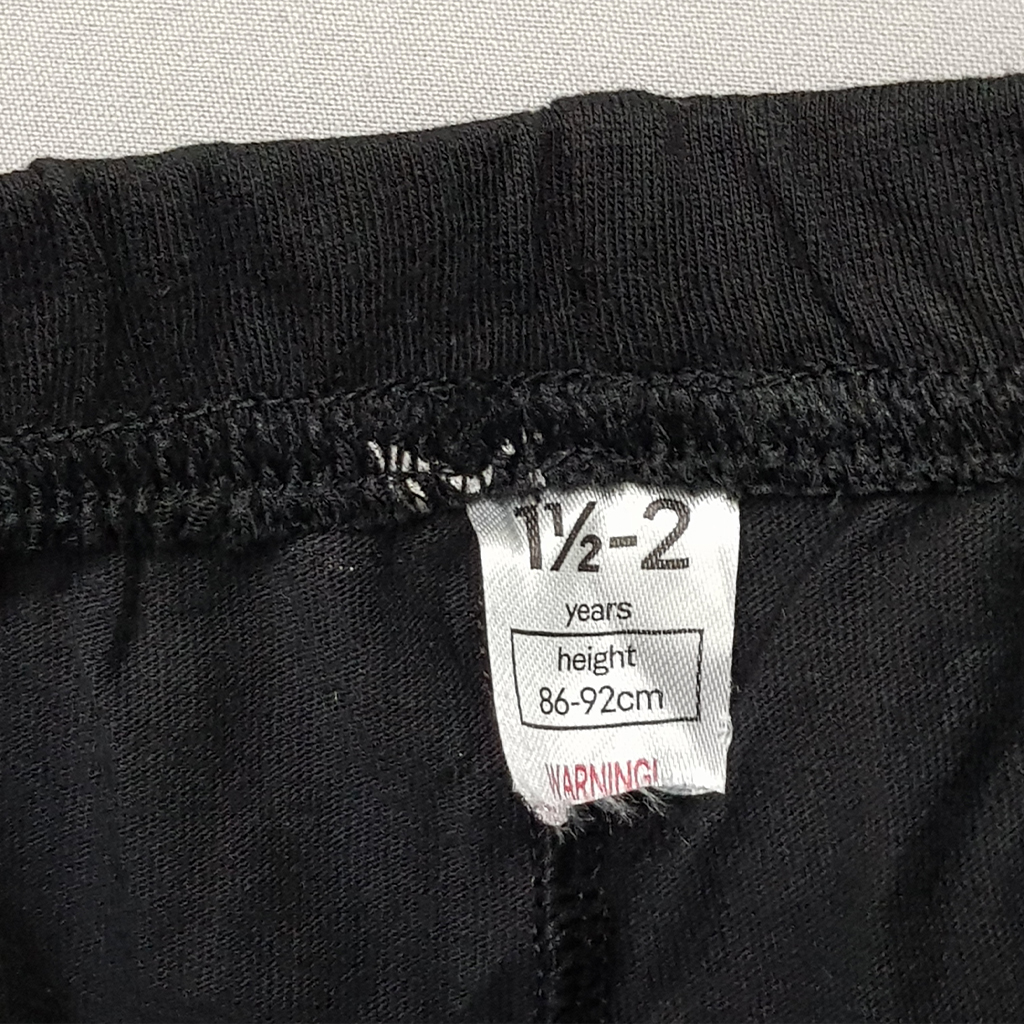 1½-2
years
height
86-92cm
WARNING!